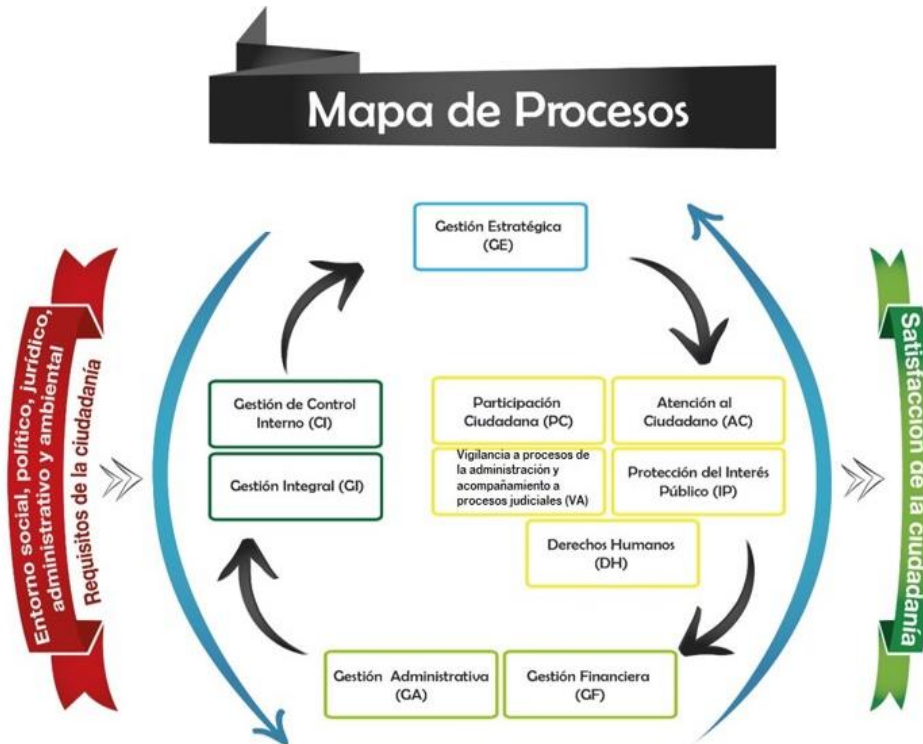 Mapa de Procesos
Entorno social, político, jurídico,
administrativo y ambiental
Requisitos de la ciudadanía
Gestión Estratégica
(GE)
Gestión de Control
Interno (CI)
Gestión Integral (GI)
Participación
Ciudadana (PC)
Atención al
Ciudadano (AC)
Vigilancia a procesos de
la administración y
acompañamiento a
procesos judiciales (VA)
Protección del Interés
Público (IP)
Derechos Humanos
(DH)
Gestión Administrativa
(GA)
Gestión Financiera
(GF)
Satisfacción de la ciudadanía